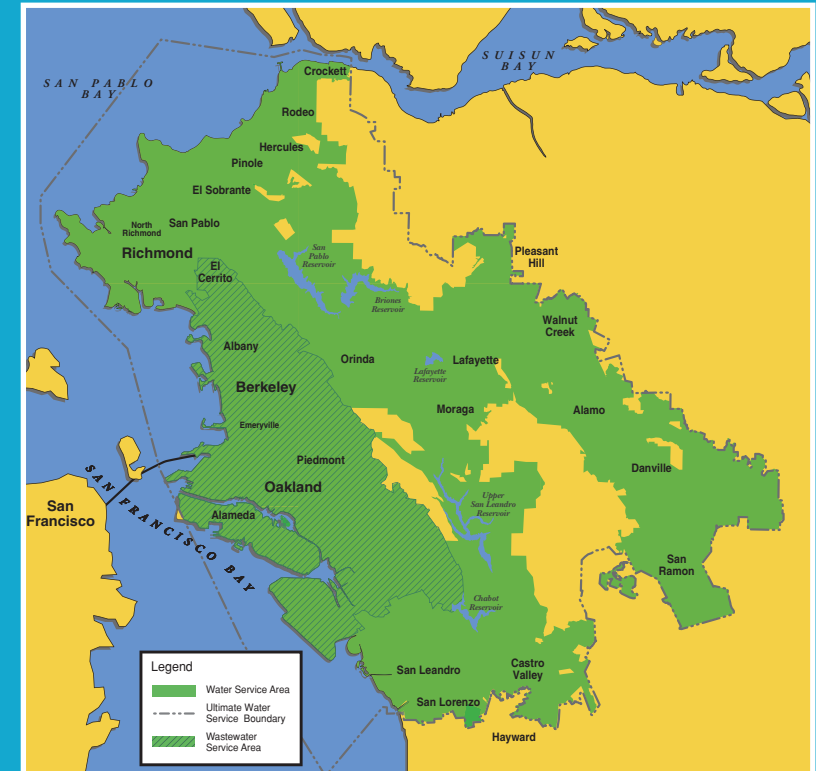 SUISUN
BAY
SAN PABLO
BAY
Crockett
Rodeo
Hercules
Pinole
El Sobrante
North
Richmond
San Pablo
Richmond
El
Cerrito
San
Pablo
Reservoir
Briones
Reservoir
Pleasant
Hill
Walnut
Creek
Albany
Orinda
Lafayette
Lafayette
Reservoir
Berkeley
Moraga
Alamo
Emeryville
Piedmont
Danville
Oakland
Upper
San Leandro
Reservoir
San
Francisco
Alameda
SAN FRANCISCO BAY
San
Ramon
Chabot
Reservoir
San Leandro
Castro
Valley
San Lorenzo
Hayward
Legend
Water Service Area
Ultimate Water
Service Boundary
Wastewater
Service Area